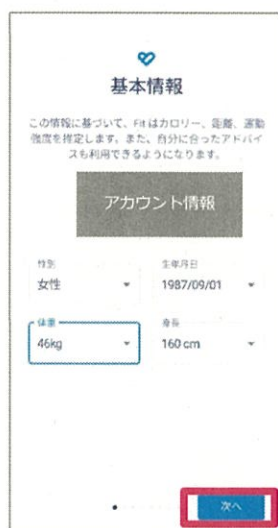 基本情報
この情報に基づいて、Fit はカロリー、距離、運動
強度を推定します。また、自分に合ったアドバイ
スも利用できるようになります。
アカウント情報
性別
女性
生年月日
1987/09/01
体重
46kg
身長
160 cm
次へ